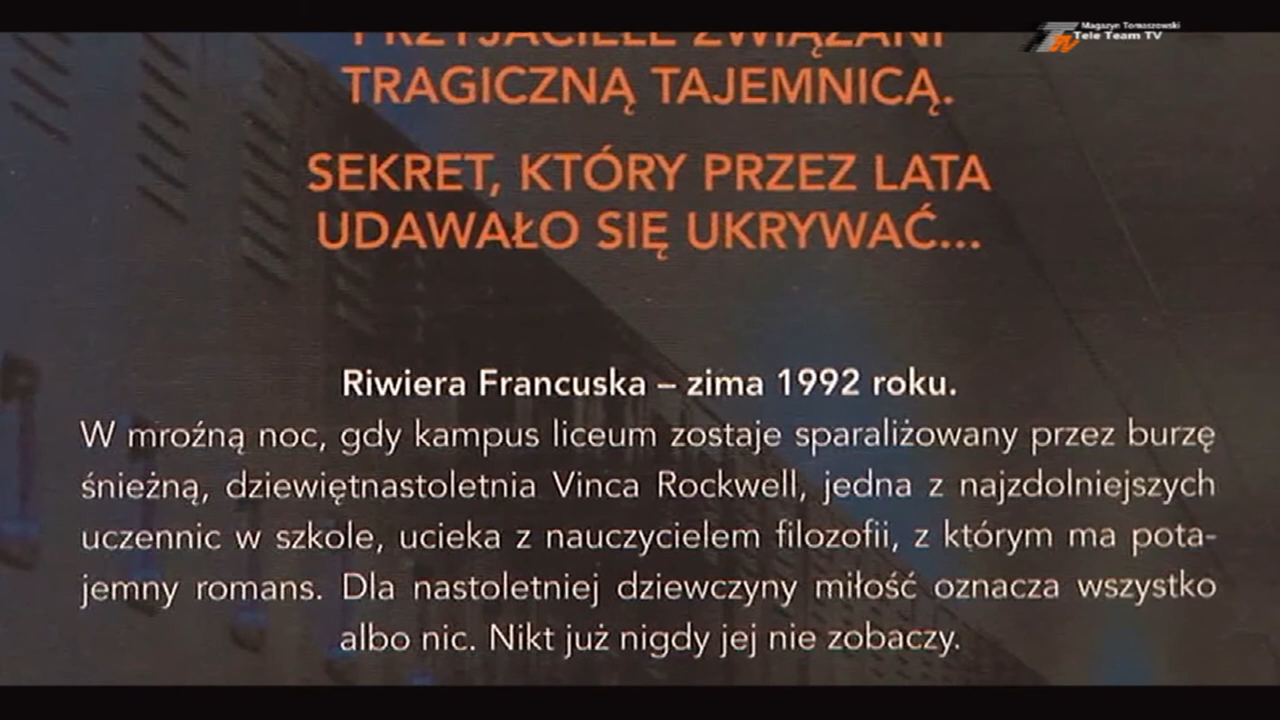 Magazyn Tomaszowski
Tele Team TV
PRZYJACIELE ZWIĄZANI
TRAGICZNĄ TAJEMNICĄ.
SEKRET, KTÓRY PRZEZ LATA
UDAWAŁO SIĘ UKRYWAĆ...
Riwiera Francuska – zima 1992 roku.
W mroźną noc, gdy kampus liceum zostaje sparaliżowany przez burzę
śnieżną, dziewiętnastoletnia Vinca Rockwell, jedna z najzdolniejszych
uczennic w szkole, ucieka z nauczycielem filozofii, z którym ma pota-
jemny romans. Dla nastoletniej dziewczyny miłość oznacza wszystko
albo nic. Nikt już nigdy jej nie zobaczy.